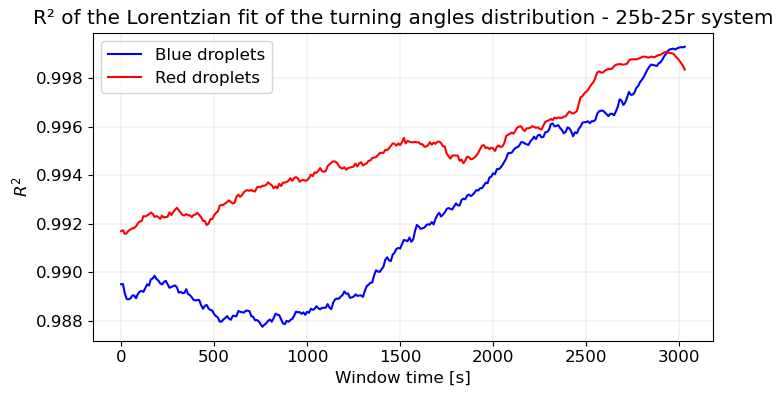 R² of the Lorentzian fit of the turning angles distribution - 25b-25r system
Blue droplets
Red droplets
0.998
0.996
0.994
0.992
0.990
0.988
R²
0 500 1000 1500 2000 2500 3000
Window time [s]